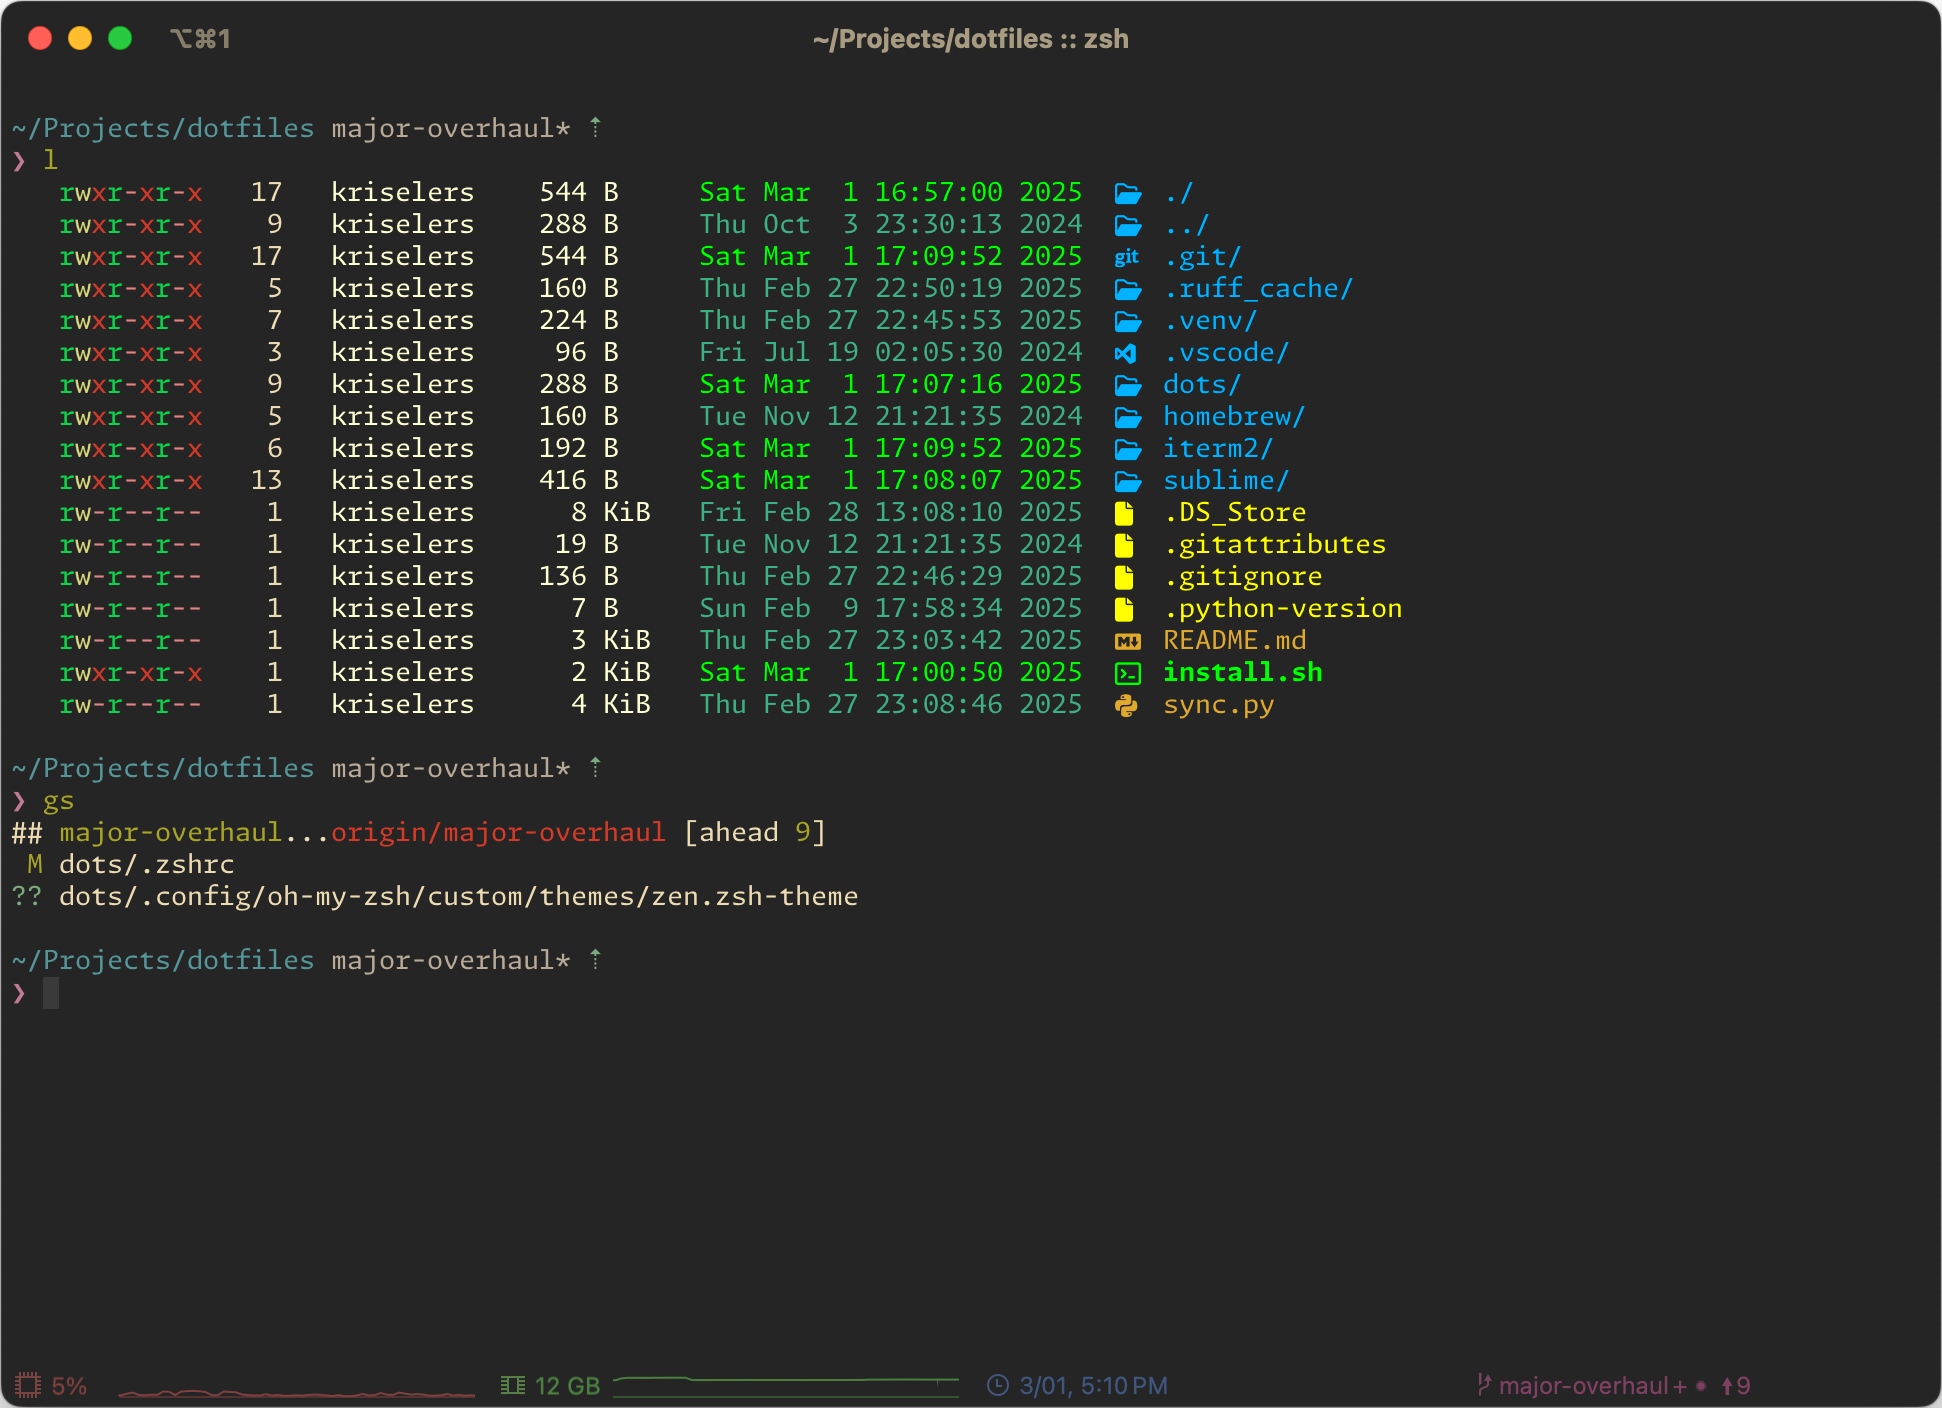 ⌥⌘1 ~/Projects/dotfiles :: zsh
~/Projects/dotfiles major-overhaul* ⇡
❯ l
rwxr-xr-x 17 kriselers 544 B Sat Mar 1 16:57:00 2025 ./
rwxr-xr-x 9 kriselers 288 B Thu Oct 3 23:30:13 2024 ../
rwxr-xr-x 17 kriselers 544 B Sat Mar 1 17:09:52 2025 git .git/
rwxr-xr-x 5 kriselers 160 B Thu Feb 27 22:50:19 2025 .ruff_cache/
rwxr-xr-x 7 kriselers 224 B Thu Feb 27 22:45:53 2025 .venv/
rwxr-xr-x 3 kriselers 96 B Fri Jul 19 02:05:30 2024 .vscode/
rwxr-xr-x 9 kriselers 288 B Sat Mar 1 17:07:16 2025 dots/
rwxr-xr-x 5 kriselers 160 B Tue Nov 12 21:21:35 2024 homebrew/
rwxr-xr-x 6 kriselers 192 B Sat Mar 1 17:09:52 2025 iterm2/
rwxr-xr-x 13 kriselers 416 B Sat Mar 1 17:08:07 2025 sublime/
rw-r--r-- 1 kriselers 8 KiB Fri Feb 28 13:08:10 2025 .DS_Store
rw-r--r-- 1 kriselers 19 B Tue Nov 12 21:21:35 2024 .gitattributes
rw-r--r-- 1 kriselers 136 B Thu Feb 27 22:46:29 2025 .gitignore
rw-r--r-- 1 kriselers 7 B Sun Feb 9 17:58:34 2025 .python-version
rw-r--r-- 1 kriselers 3 KiB Thu Feb 27 23:03:42 2025 README.md
rwxr-xr-x 1 kriselers 2 KiB Sat Mar 1 17:00:50 2025 install.sh
rw-r--r-- 1 kriselers 4 KiB Thu Feb 27 23:08:46 2025 sync.py
~/Projects/dotfiles major-overhaul* ⇡
❯ gs
## major-overhaul...origin/major-overhaul [ahead 9]
M dots/.zshrc
?? dots/.config/oh-my-zsh/custom/themes/zen.zsh-theme
~/Projects/dotfiles major-overhaul* ⇡
❯
5% 12 GB 3/01, 5:10 PM major-overhaul+ ● ↑9